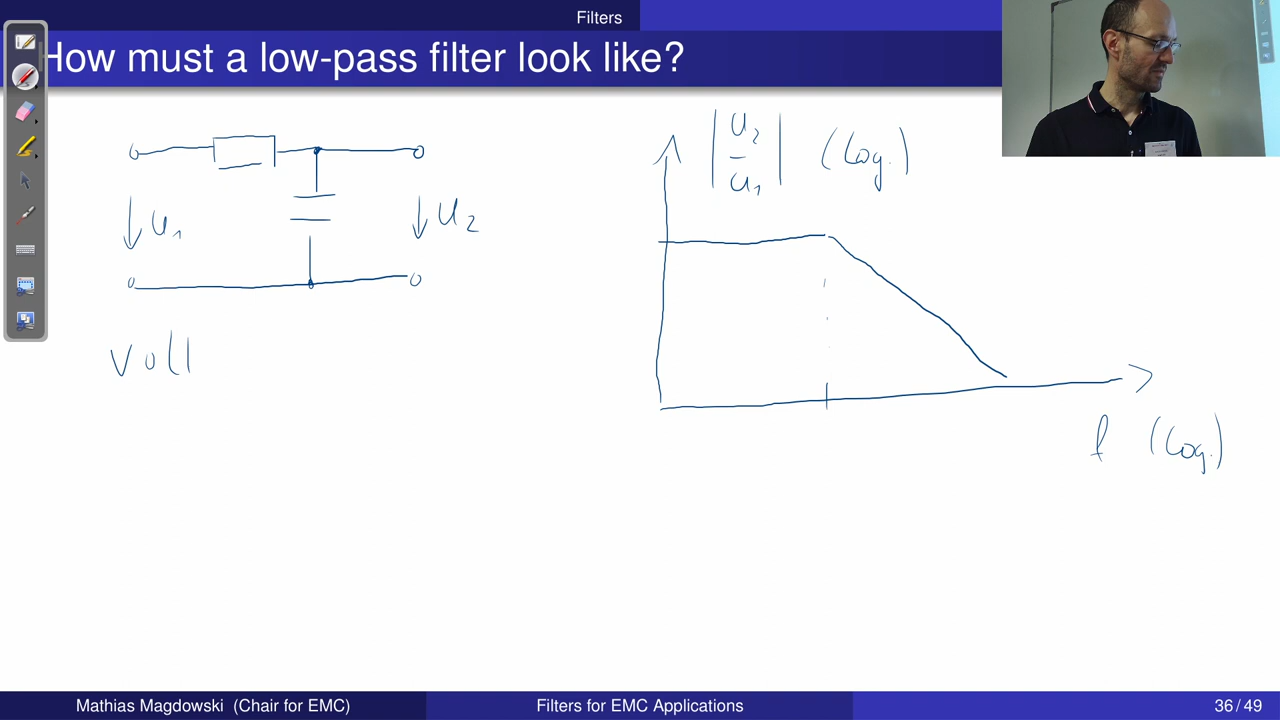 Filters
How must a low-pass filter look like?
u₁
u₂
|u₂/u₁| (log.)
f (log.)
Mathias Magdowski (Chair for EMC)
Filters for EMC Applications
36 / 49